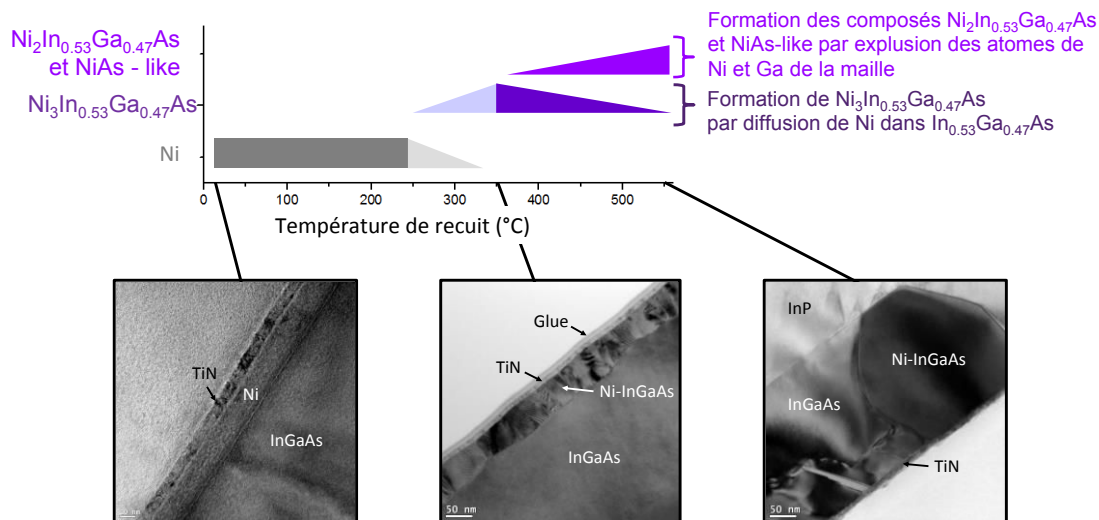 Ni₂In₀.₅₃Ga₀.₄₇As
et NiAs - like
Ni₃In₀.₅₃Ga₀.₄₇As
Ni
Formation des composés Ni₂In₀.₅₃Ga₀.₄₇As
et NiAs-like par explusion des atomes de
Ni et Ga de la maille
Formation de Ni₃In₀.₅₃Ga₀.₄₇As
par diffusion de Ni dans In₀.₅₃Ga₀.₄₇As
0 100 200 300 400 500
Température de recuit (°C)
TiN
Ni
InGaAs
Glue
TiN
Ni-InGaAs
InGaAs
50 nm
InP
Ni-InGaAs
InGaAs
TiN
50 nm